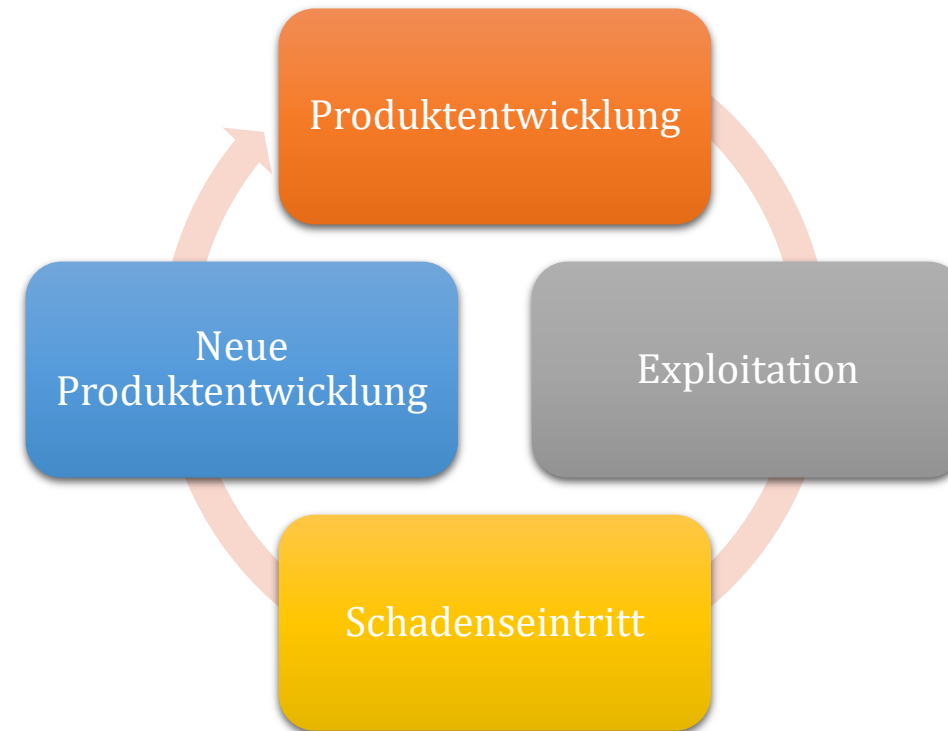 Produktentwicklung
Exploitation
Schadenseintritt
Neue
Produktentwicklung